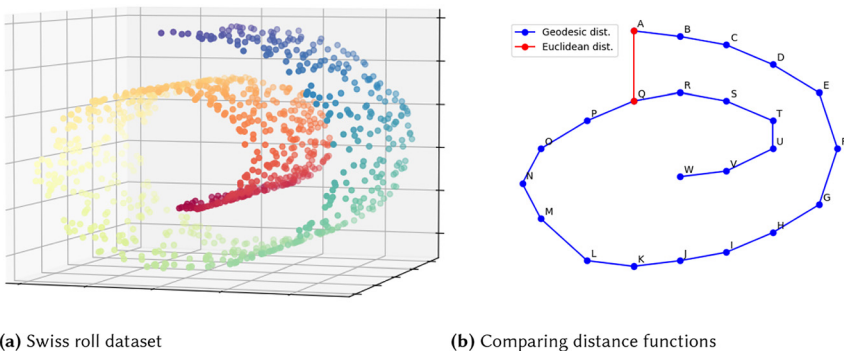 Geodesic dist.
Euclidean dist.
A
B
C
D
E
F
G
H
I
J
K
L
M
N
O
P
Q
R
S
T
U
V
W
(a) Swiss roll dataset
(b) Comparing distance functions